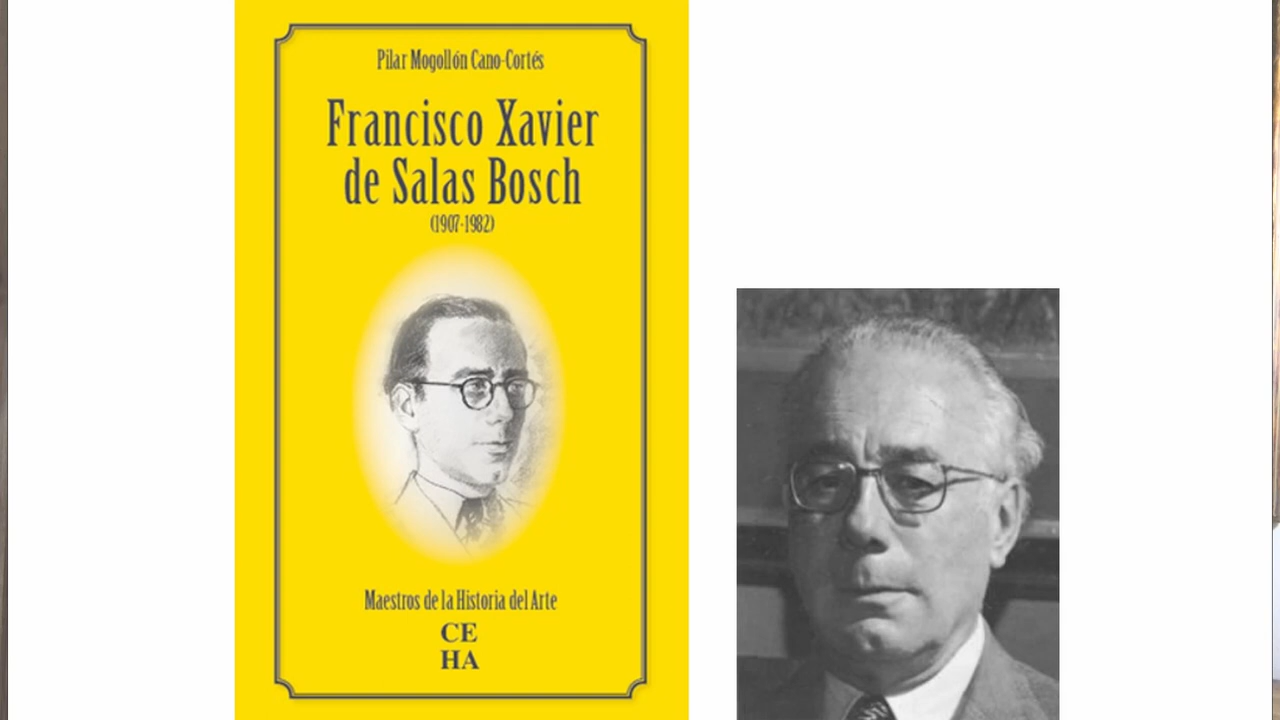 Pilar Mogollón Cano-Cortés
Francisco Xavier
de Salas Bosch
(1907-1982)
Maestros de la Historia del Arte
CE
HA